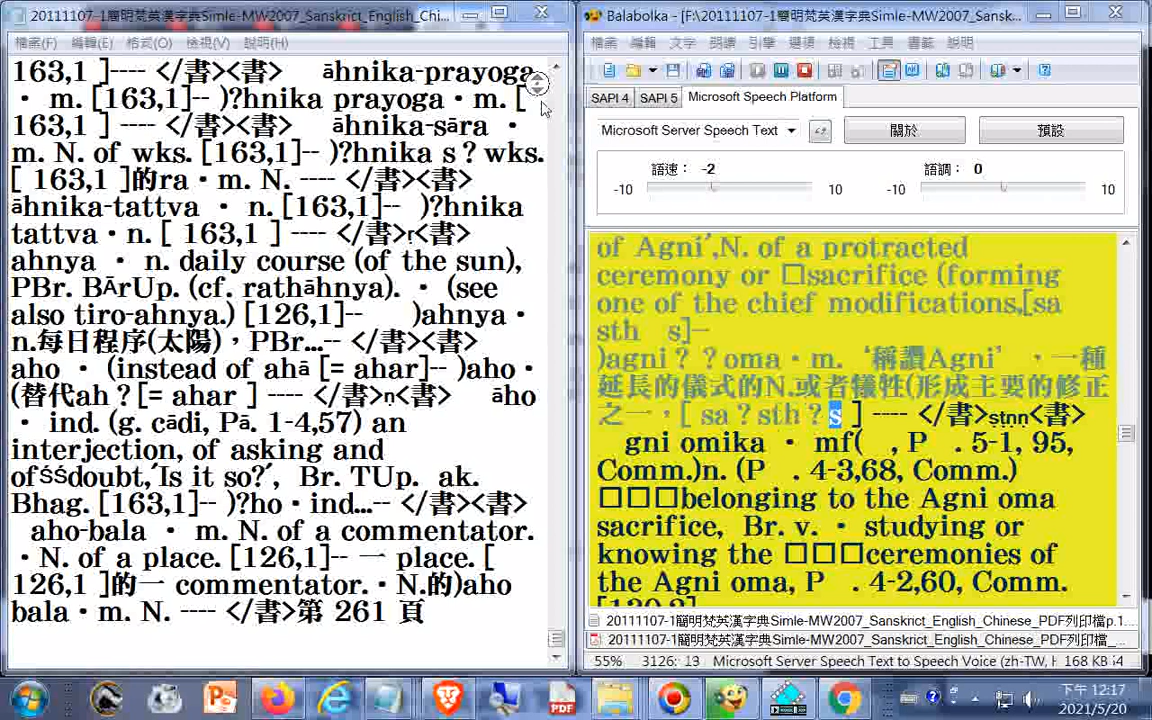 20111107-1簡明梵英漢字典Simle-MW2007_Sanskrict_English_Chi...
檔案(F) 編輯(E) 格式(O) 檢視(V) 說明(H)
163,1 ]---- </書><書> āhnika-prayoga
· m. [163,1]-- )?hnika prayoga · m. [
163,1 ] ---- </書><書> āhnika-sāra ·
m. N. of wks. [163,1]-- )?hnika s ? wks.
[ 163,1 ]的ra · m. N. ---- </書><書>
āhnika-tattva · n. [163,1]-- )?hnika
tattva · n. [ 163,1 ] ---- </書>ṛ<書>
ahnya · n. daily course (of the sun),
PBr. BĀrUp. (cf. rathāhnya). · (see
also tiro-ahnya.) [126,1]-- )ahnya ·
n.每日程序(太陽)，PBr...-- </書><書>
aho · (instead of ahā [= ahar]-- )aho ·
(替代ah ? [= ahar ] ---- </書>ṇ<書> āho
· ind. (g. cādi, Pā. 1-4,57) an
interjection, of asking and
ofśśdoubt,'Is it so?', Br. TUp. ak.
Bhag. [163,1]-- )?ho · ind...-- </書><書>
aho-bala · m. N. of a commentator.
· N. of a place. [126,1]-- 一 place. [
126,1 ]的一 commentator. · N.的)aho
bala · m. N. ---- </書>第 261 頁
Balabolka - [F:\20111107-1簡明梵英漢字典Simle-MW2007_Sansk...
檔案 編輯 文字 朗讀 引擎 選項 檢視 工具 書籤 說明
SAPI 4 SAPI 5 Microsoft Speech Platform
Microsoft Server Speech Text 關於 預設
語速： -2 語調： 0
-10 10 -10 10
of Agni',N. of a protracted
ceremony or □sacrifice (forming
one of the chief modifications,[sa
sth s]--
)agni ? ? oma · m.‘稱讚Agni’，一種
延長的儀式的N.或者犧牲(形成主要的修正
之一，[ sa ? sth ? s ] ---- </書>ṣṭṇṇ<書>
gni omika · mf( , P . 5-1, 95,
Comm.)n. (P . 4-3,68, Comm.)
□□□belonging to the Agni oma
sacrifice, Br. v. · studying or
knowing the □□□ceremonies of
the Agni oma, P . 4-2,60, Comm.
20111107-1簡明梵英漢字典Simle-MW2007_Sanskrict_English_Chinese_PDF列印檔p.1...
20111107-1簡明梵英漢字典Simle-MW2007_Sanskrict_English_Chinese_PDF列印檔_...
55% 3126: 13 Microsoft Server Speech Text to Speech Voice (zh-TW, H 168 KB
下午 12:17
2021/5/20